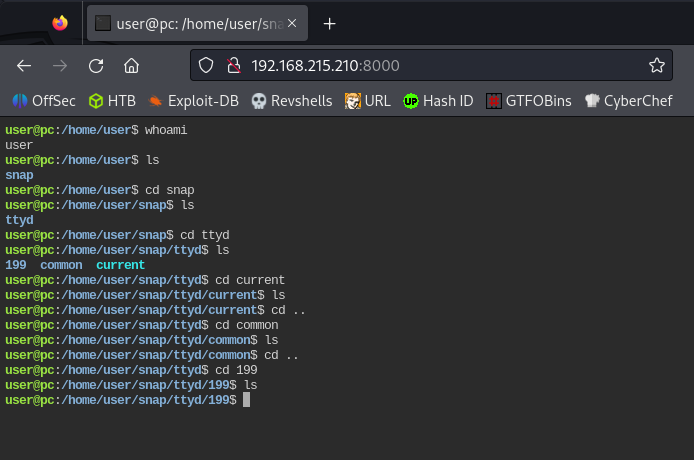 user@pc: /home/user/sna
192.168.215.210:8000
OffSec HTB Exploit-DB Revshells URL Hash ID GTFOBins CyberChef
user@pc:/home/user$ whoami
user
user@pc:/home/user$ ls
snap
user@pc:/home/user$ cd snap
user@pc:/home/user/snap$ ls
ttyd
user@pc:/home/user/snap$ cd ttyd
user@pc:/home/user/snap/ttyd$ ls
199 common current
user@pc:/home/user/snap/ttyd$ cd current
user@pc:/home/user/snap/ttyd/current$ ls
user@pc:/home/user/snap/ttyd/current$ cd ..
user@pc:/home/user/snap/ttyd$ cd common
user@pc:/home/user/snap/ttyd/common$ ls
user@pc:/home/user/snap/ttyd/common$ cd ..
user@pc:/home/user/snap/ttyd$ cd 199
user@pc:/home/user/snap/ttyd/199$ ls
user@pc:/home/user/snap/ttyd/199$